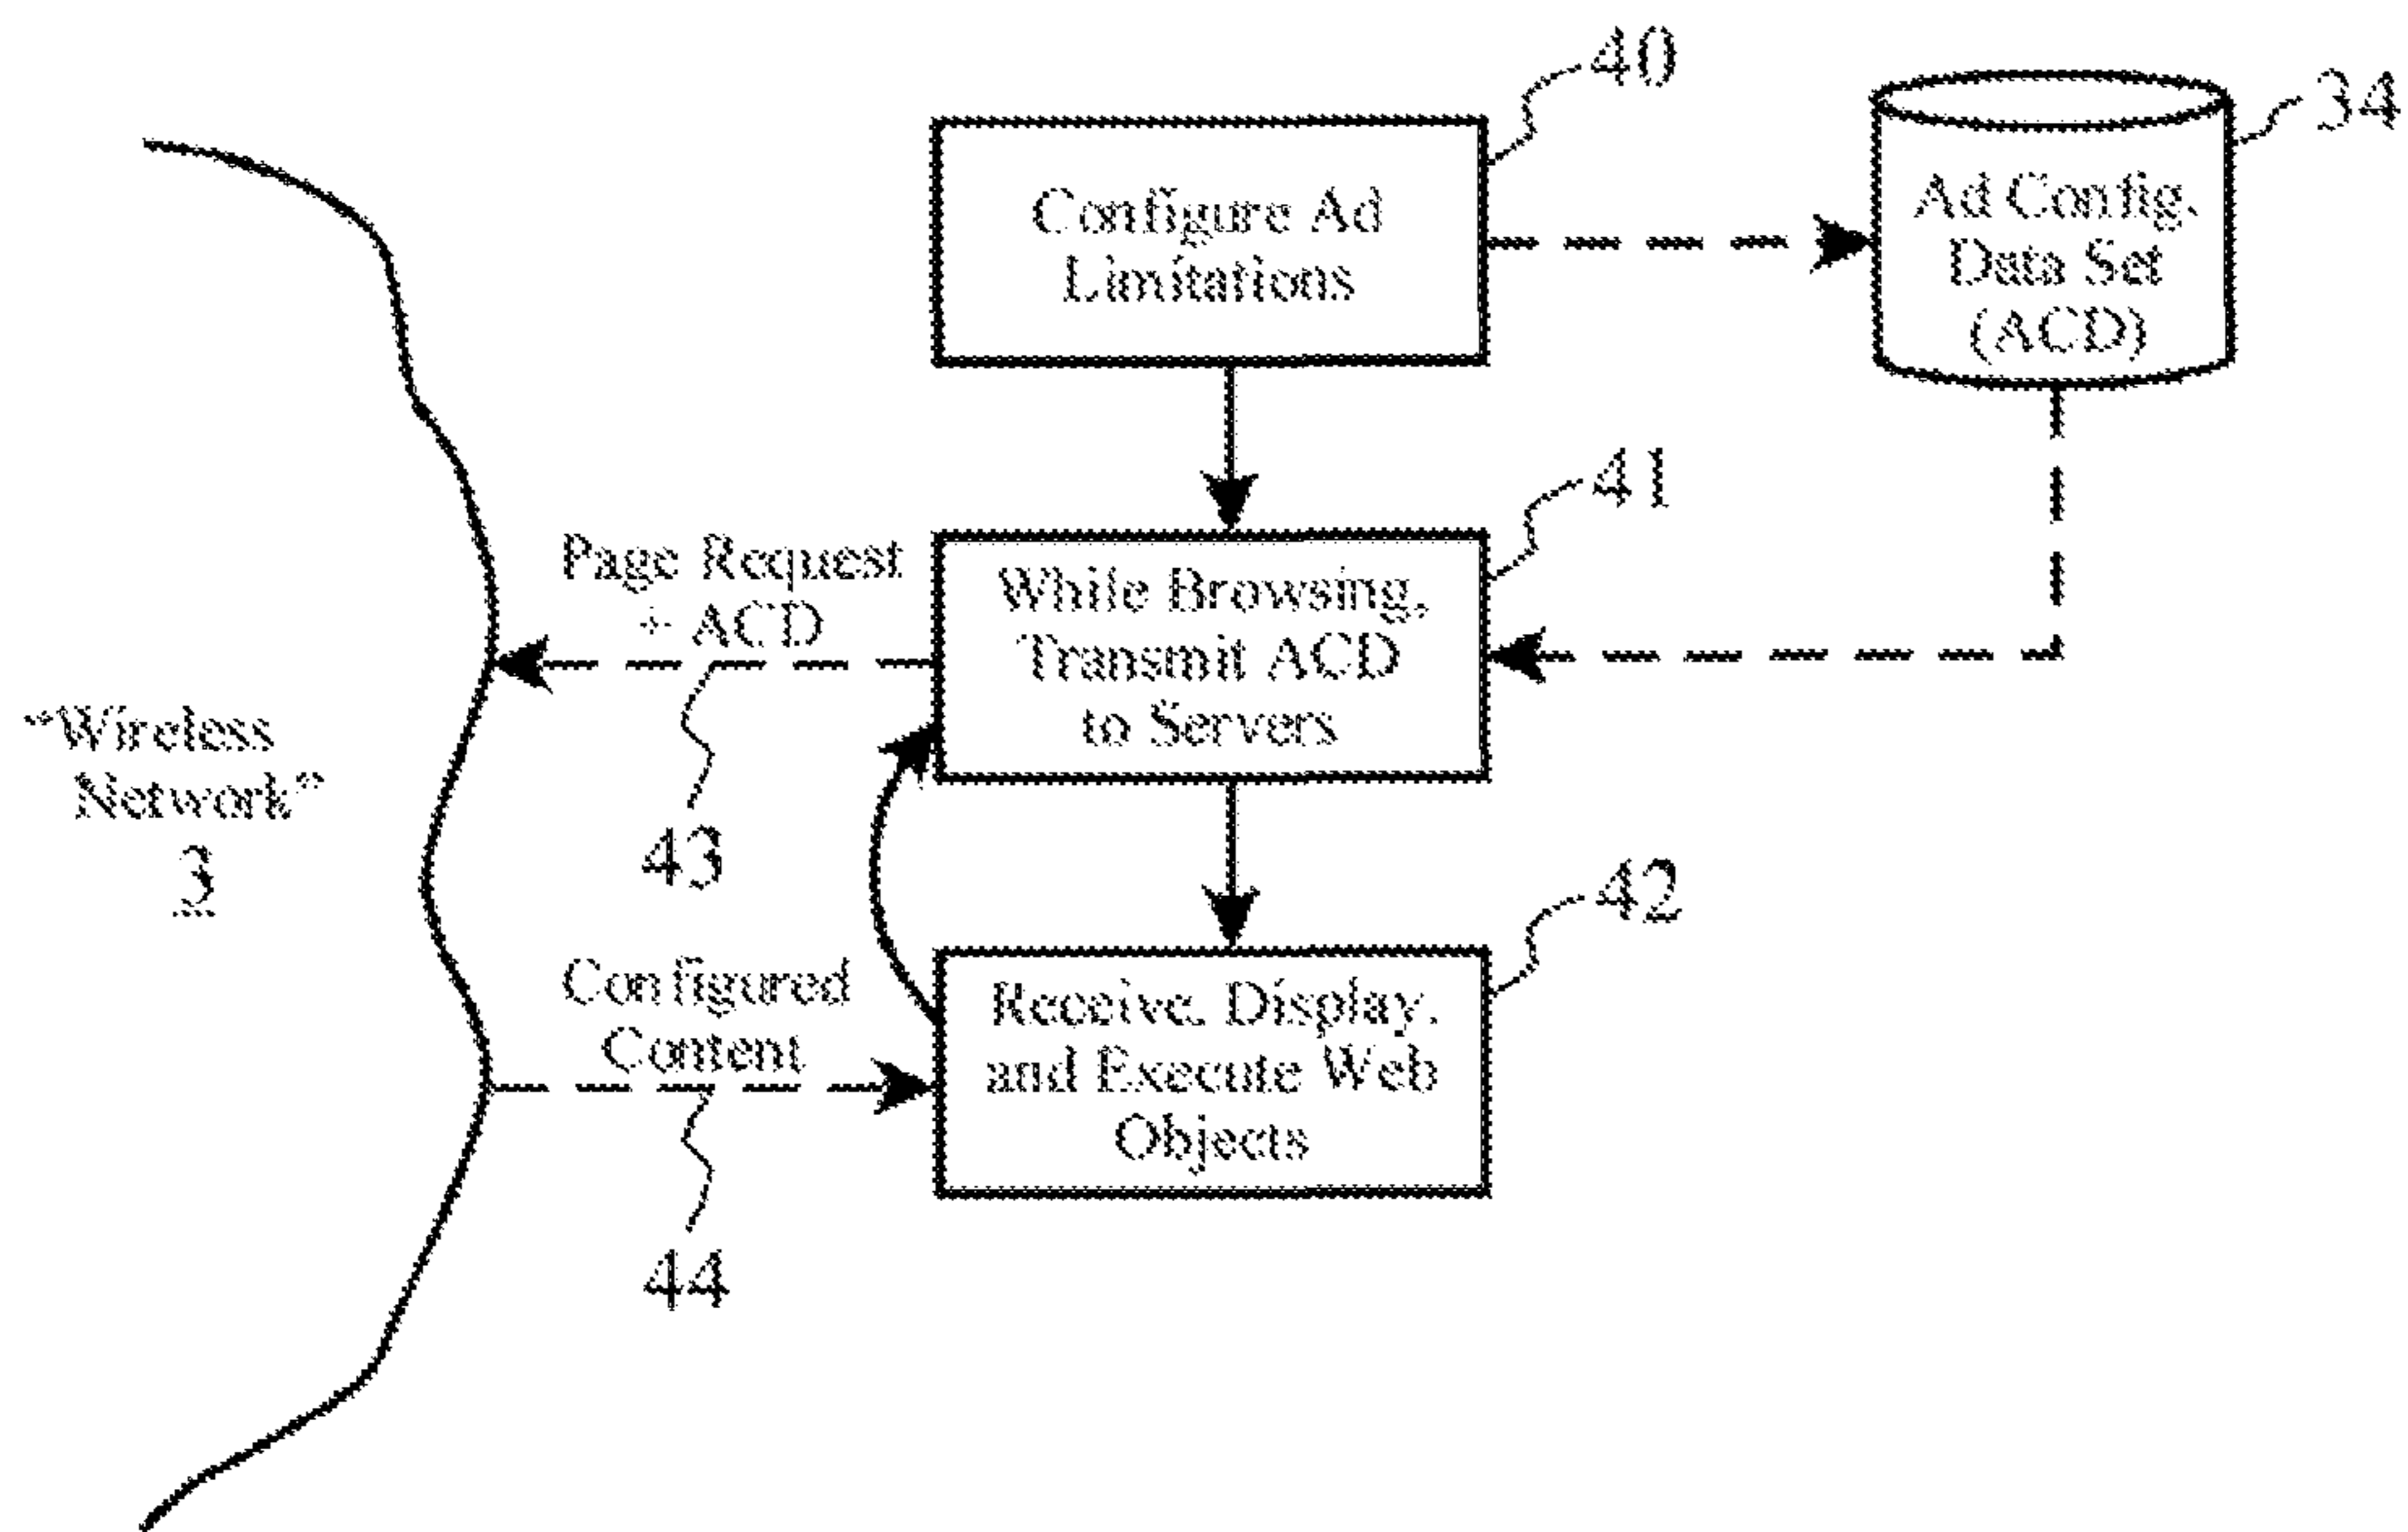 40
34
Configure Ad
Limitations
Ad Config.
Data Set
(ACD)
41
Page Request
+ ACD
While Browsing,
Transmit ACD
to Servers
"Wireless
Network"
3
43
42
Configured
Content
Receive, Display,
and Execute Web
Objects
44